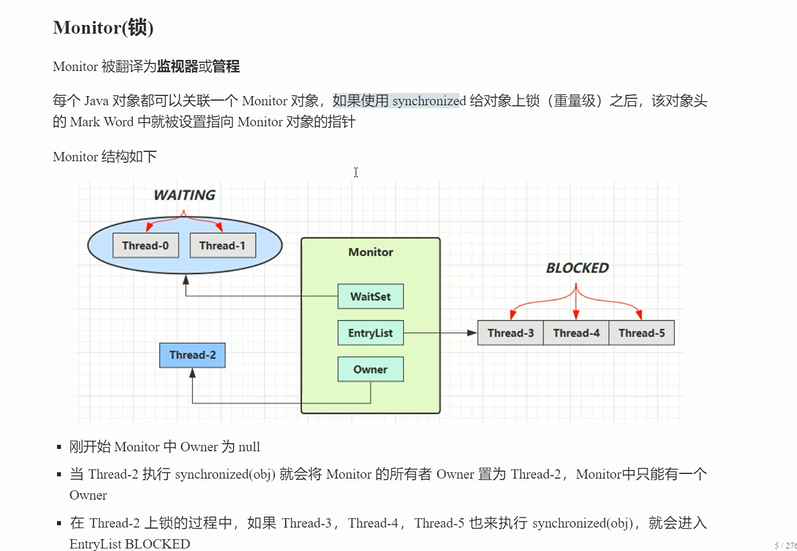 Monitor(锁)
Monitor 被翻译为监视器或管程
每个 Java 对象都可以关联一个 Monitor 对象，如果使用 synchronized 给对象上锁（重量级）之后，该对象头
的 Mark Word 中就被设置指向 Monitor 对象的指针
Monitor 结构如下
WAITING
Thread-0 Thread-1
Monitor
BLOCKED
WaitSet
EntryList
Thread-3 Thread-4 Thread-5
Thread-2
Owner
刚开始 Monitor 中 Owner 为 null
当 Thread-2 执行 synchronized(obj) 就会将 Monitor 的所有者 Owner 置为 Thread-2，Monitor中只能有一个
Owner
在 Thread-2 上锁的过程中，如果 Thread-3，Thread-4，Thread-5 也来执行 synchronized(obj)，就会进入
EntryList BLOCKED
5 / 276